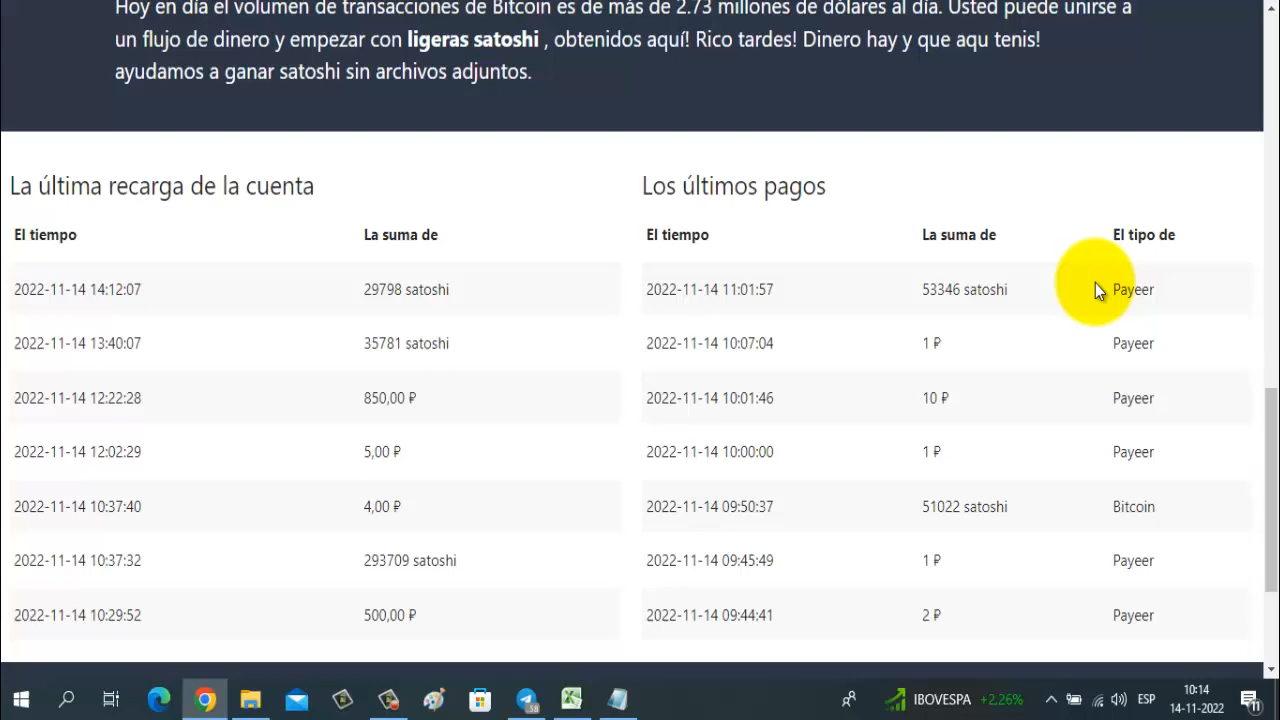 Hoy en día el volumen de transacciones de Bitcoin es de más de 2.73 millones de dólares al día. Usted puede unirse a
un flujo de dinero y empezar con ligeras satoshi , obtenidos aquí! Rico tardes! Dinero hay y que aqu tenis!
ayudamos a ganar satoshi sin archivos adjuntos.
La última recarga de la cuenta
El tiempo La suma de
2022-11-14 14:12:07 29798 satoshi
2022-11-14 13:40:07 35781 satoshi
2022-11-14 12:22:28 850,00 ₽
2022-11-14 12:02:29 5,00 ₽
2022-11-14 10:37:40 4,00 ₽
2022-11-14 10:37:32 293709 satoshi
2022-11-14 10:29:52 500,00 ₽
Los últimos pagos
El tiempo La suma de El tipo de
2022-11-14 11:01:57 53346 satoshi Payeer
2022-11-14 10:07:04 1 ₽ Payeer
2022-11-14 10:01:46 10 ₽ Payeer
2022-11-14 10:00:00 1 ₽ Payeer
2022-11-14 09:50:37 51022 satoshi Bitcoin
2022-11-14 09:45:49 1 ₽ Payeer
2022-11-14 09:44:41 2 ₽ Payeer
58
IBOVESPA +2,26%
ESP
10:14
14-11-2022
11